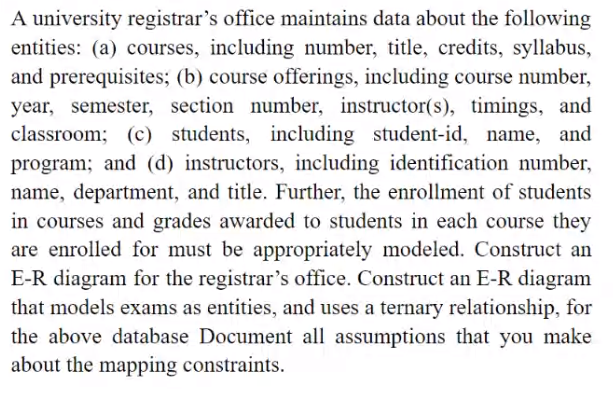 A university registrar’s office maintains data about the following
entities: (a) courses, including number, title, credits, syllabus,
and prerequisites; (b) course offerings, including course number,
year, semester, section number, instructor(s), timings, and
classroom; (c) students, including student-id, name, and
program; and (d) instructors, including identification number,
name, department, and title. Further, the enrollment of students
in courses and grades awarded to students in each course they
are enrolled for must be appropriately modeled. Construct an
E-R diagram for the registrar’s office. Construct an E-R diagram
that models exams as entities, and uses a ternary relationship, for
the above database Document all assumptions that you make
about the mapping constraints.